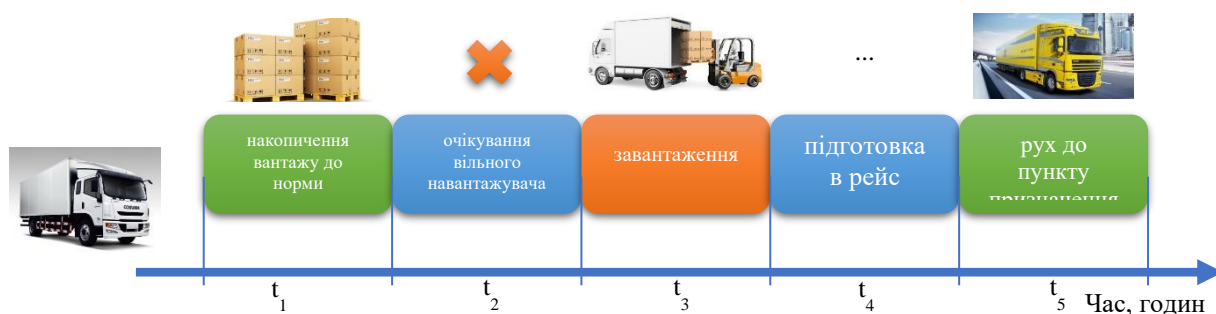 ...
накопичення
вантажу до
норми
очікування
вільного
навантажувача
завантаження
підготовка
в рейс
рух до
пункту
призначення
t1
t2
t3
t4
t5
Час, годин